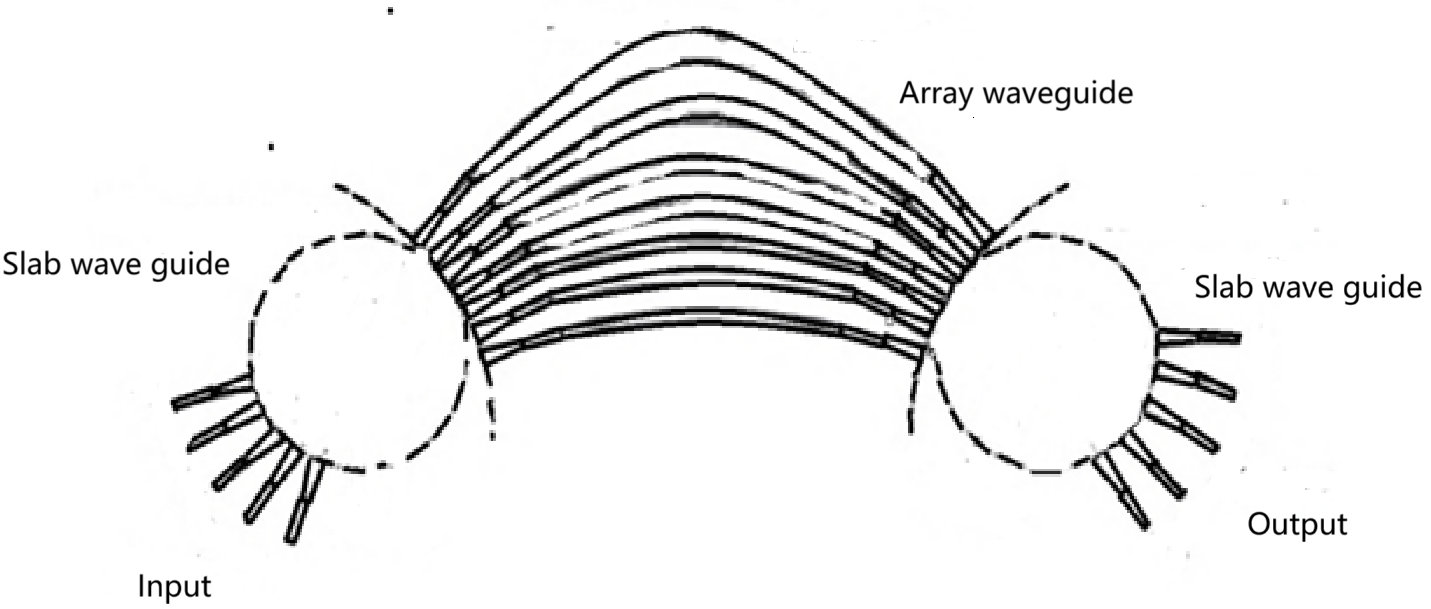 Array waveguide
Slab wave guide
Slab wave guide
Output
Input